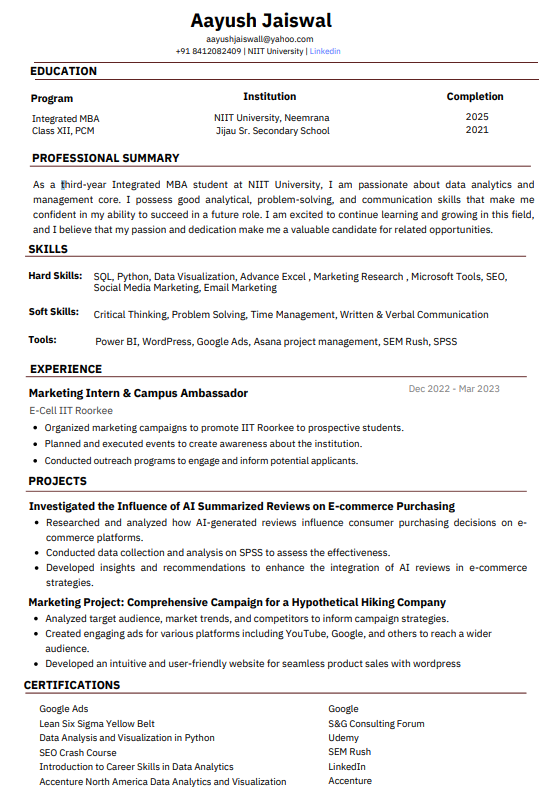 Aayush Jaiswal
aayushjaiswall@yahoo.com
+91 8412082409 | NIIT University | Linkedin
EDUCATION
Program Institution Completion
Integrated MBA NIIT University, Neemrana 2025
Class XII, PCM Jijau Sr. Secondary School 2021
PROFESSIONAL SUMMARY
As a third-year Integrated MBA student at NIIT University, I am passionate about data analytics and
management core. I possess good analytical, problem-solving, and communication skills that make me
confident in my ability to succeed in a future role. I am excited to continue learning and growing in this field,
and I believe that my passion and dedication make me a valuable candidate for related opportunities.
SKILLS
Hard Skills: SQL, Python, Data Visualization, Advance Excel , Marketing Research , Microsoft Tools, SEO,
Social Media Marketing, Email Marketing
Soft Skills: Critical Thinking, Problem Solving, Time Management, Written & Verbal Communication
Tools: Power BI, WordPress, Google Ads, Asana project management, SEM Rush, SPSS
EXPERIENCE
Marketing Intern & Campus Ambassador Dec 2022 - Mar 2023
E-Cell IIT Roorkee
• Organized marketing campaigns to promote IIT Roorkee to prospective students.
• Planned and executed events to create awareness about the institution.
• Conducted outreach programs to engage and inform potential applicants.
PROJECTS
Investigated the Influence of AI Summarized Reviews on E-commerce Purchasing
• Researched and analyzed how AI-generated reviews influence consumer purchasing decisions on e-
commerce platforms.
• Conducted data collection and analysis on SPSS to assess the effectiveness.
• Developed insights and recommendations to enhance the integration of AI reviews in e-commerce
strategies.
Marketing Project: Comprehensive Campaign for a Hypothetical Hiking Company
• Analyzed target audience, market trends, and competitors to inform campaign strategies.
• Created engaging ads for various platforms including YouTube, Google, and others to reach a wider
audience.
• Developed an intuitive and user-friendly website for seamless product sales with wordpress
CERTIFICATIONS
Google Ads Google
Lean Six Sigma Yellow Belt S&G Consulting Forum
Data Analysis and Visualization in Python Udemy
SEO Crash Course SEM Rush
Introduction to Career Skills in Data Analytics LinkedIn
Accenture North America Data Analytics and Visualization Accenture